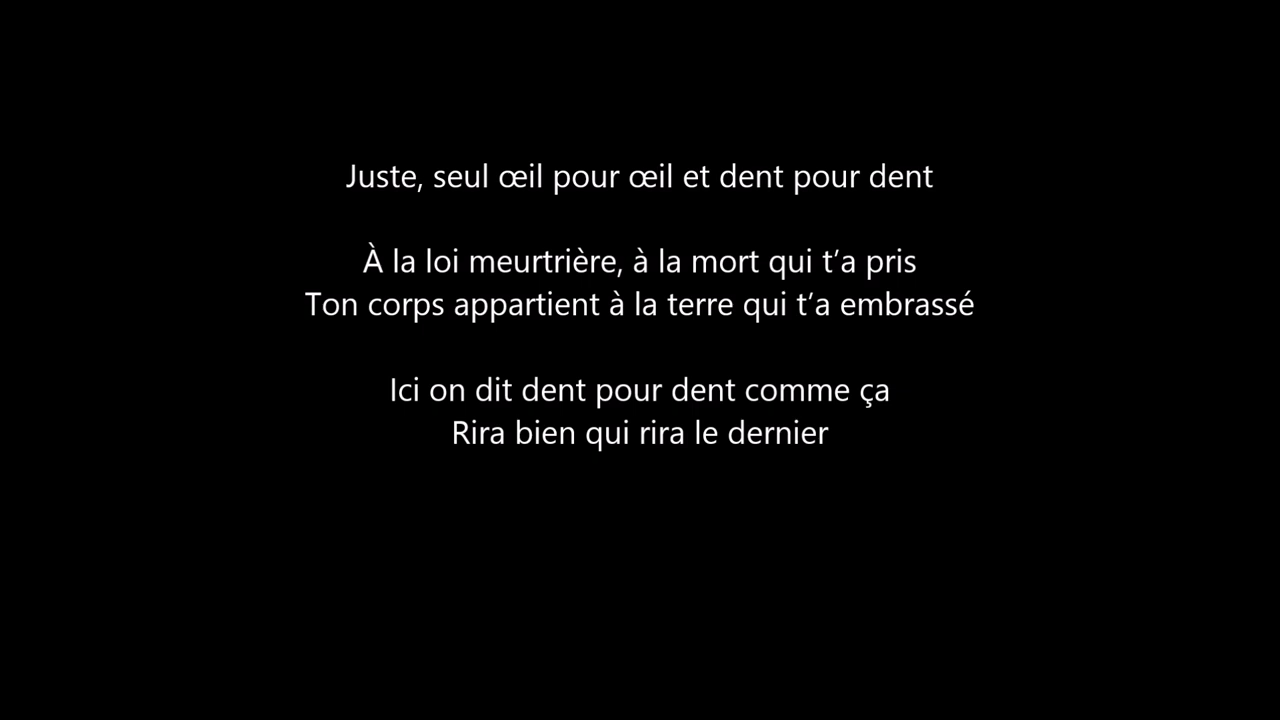 Juste, seul œil pour œil et dent pour dent
À la loi meurtrière, à la mort qui t’a pris
Ton corps appartient à la terre qui t’a embrassé
Ici on dit dent pour dent comme ça
Rira bien qui rira le dernier